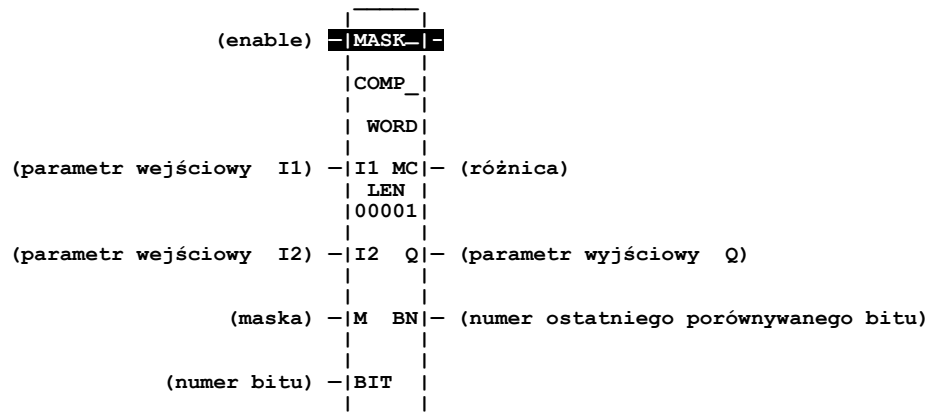 (enable) MASK_
COMP_
WORD
(parametr wejściowy I1) I1 MC (różnica)
LEN
00001
(parametr wejściowy I2) I2 Q (parametr wyjściowy Q)
(maska) M BN (numer ostatniego porównywanego bitu)
(numer bitu) BIT